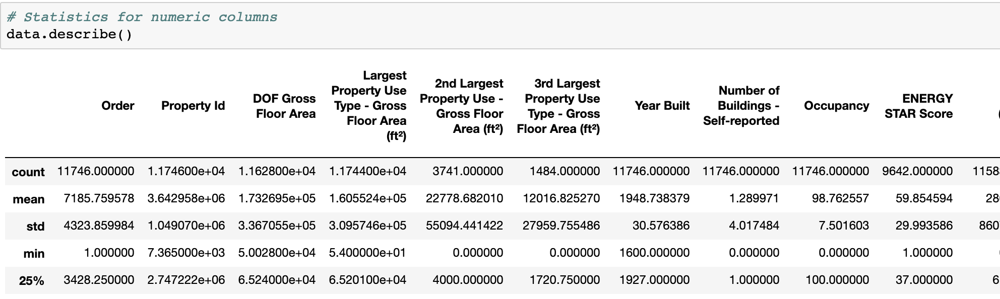 # Statistics for numeric columns
data.describe()
Order Property Id DOF Gross Floor Area Largest Property Use Type - Gross Floor Area (ft²) 2nd Largest Property Use - Gross Floor Area (ft²) 3rd Largest Property Use Type - Gross Floor Area (ft²) Year Built Number of Buildings - Self-reported Occupancy ENERGY STAR Score (
count 11746.000000 1.174600e+04 1.162800e+04 1.174400e+04 3741.000000 1484.000000 11746.000000 11746.000000 11746.000000 9642.000000 1158
mean 7185.759578 3.642958e+06 1.732695e+05 1.605524e+05 22778.682010 12016.825270 1948.738379 1.289971 98.762557 59.854594 28
std 4323.859984 1.049070e+06 3.367055e+05 3.095746e+05 55094.441422 27959.755486 30.576386 4.017484 7.501603 29.993586 860
min 1.000000 7.365000e+03 5.002800e+04 5.400000e+01 0.000000 0.000000 1600.000000 0.000000 0.000000 1.000000
25% 3428.250000 2.747222e+06 6.524000e+04 6.520100e+04 4000.000000 1720.750000 1927.000000 1.000000 100.000000 37.000000 6